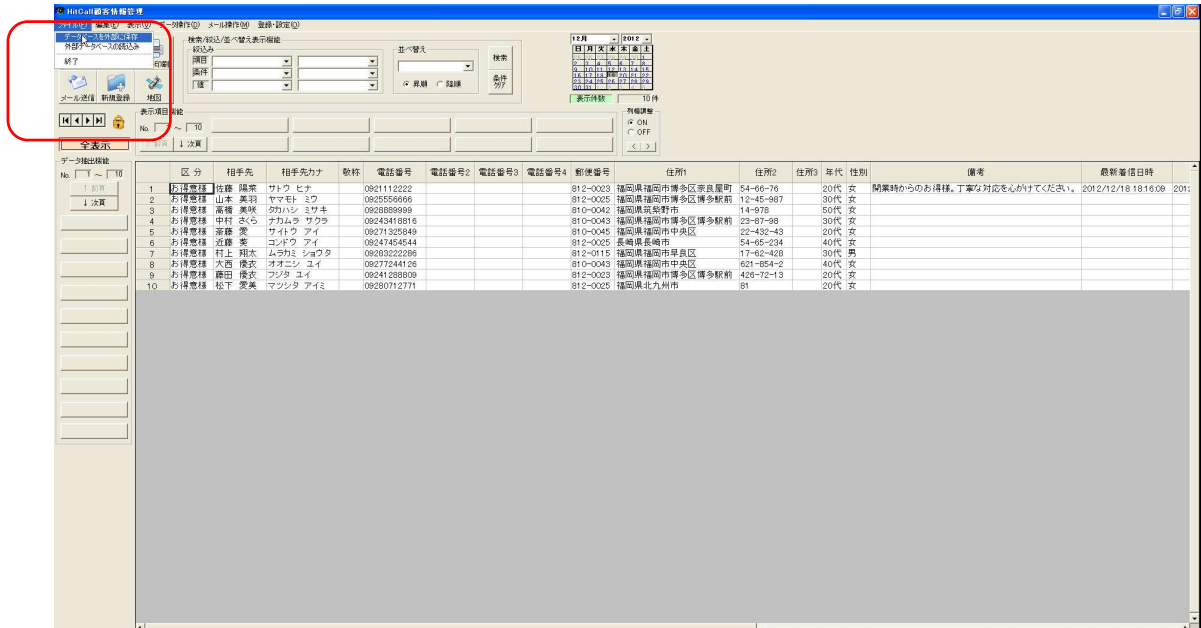 HitCall顧客情報管理
ファイル(F) 編集(E) 表示(V) データ操作(D) メール操作(M) 登録・設定(O)
データベースを外部に保存
外部データベースの読込み
終了
メール送信 新規登録 地図
全表示
検索/絞込/並べ替え表示機能
絞込み
項目
条件
値
並べ替え
昇順 降順
検索
条件クリア
12月 2012
日 月 火 水 木 金 土
表示件数 10 件
表示項目機能
No. 1 ～ 10
↑ 前頁 ↓ 次頁
列幅調整
ON
OFF
< >
データ抽出機能
No. 1 ～ 10
↑ 前頁
↓ 次頁
区 分 相手先 相手先カナ 敬称 電話番号 電話番号2 電話番号3 電話番号4 郵便番号 住所1 住所2 住所3 年代 性別 備考 最新着信日時
1 お得意様 佐藤 陽菜 サトウ ヒナ 0921112222 812-0023 福岡県福岡市博多区奈良屋町 54-66-76 20代 女 開業時からのお得様。丁寧な対応を心がけてください。 2012/12/18 18:16:09 2012
2 お得意様 山本 美羽 ヤマモト ミウ 0925556666 812-0025 福岡県福岡市博多区博多駅前 12-45-987 30代 女
3 お得意様 高橋 美咲 タカハシ ミサキ 0928889999 810-0042 福岡県筑紫野市 14-978 50代 女
4 お得意様 中村 さくら ナカムラ サクラ 09243418816 810-0043 福岡県福岡市博多区博多駅前 23-87-98 30代 女
5 お得意様 斎藤 愛 サイトウ アイ 09271325849 810-0045 福岡県福岡市中央区 22-432-43 20代 女
6 お得意様 近藤 葵 コンドウ アイ 09247454544 812-0025 長崎県長崎市 54-65-234 40代 女
7 お得意様 村上 翔太 ムラカミ ショウタ 09283222286 812-0115 福岡県福岡市早良区 17-62-428 30代 男
8 お得意様 大西 優衣 オオニシ ユイ 09277244126 810-0043 福岡県福岡市中央区 621-854-2 40代 女
9 お得意様 藤田 優衣 フジタ ユイ 09241288809 812-0023 福岡県福岡市博多区博多駅前 426-72-13 20代 女
10 お得意様 松下 愛美 マツシタ アイミ 09280712771 812-0025 福岡県北九州市 81 20代 女